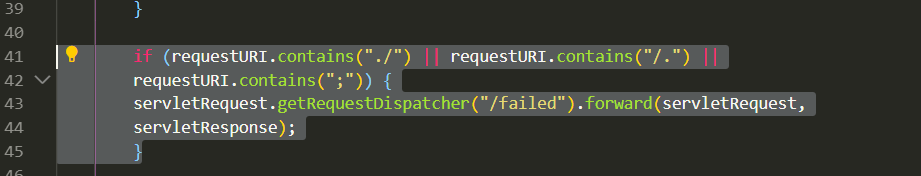 39 }
40
41 if (requestURI.contains("./") || requestURI.contains("/.") ||
42 requestURI.contains(";")) {
43 servletRequest.getRequestDispatcher("/failed").forward(servletRequest,
44 servletResponse);
45 }
46